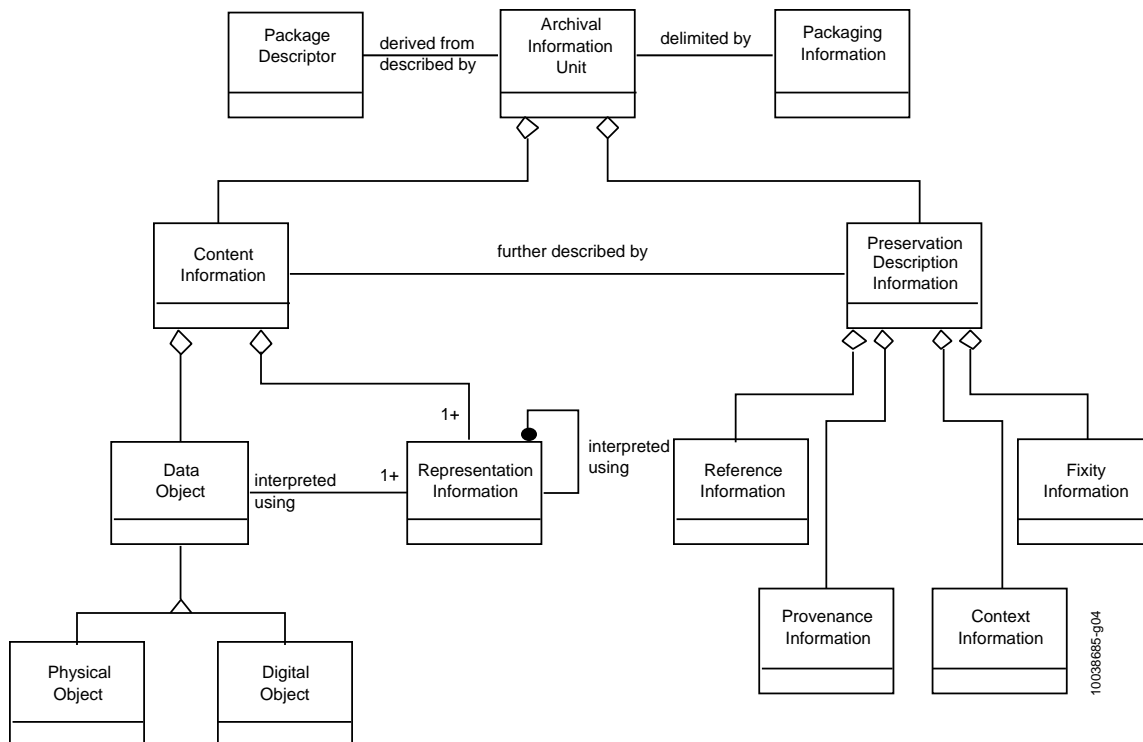 Package
Descriptor
derived from
described by
Archival
Information
Unit
delimited by
Packaging
Information
Content
Information
further described by
Preservation
Description
Information
1+
Data
Object
interpreted
using
1+
Representation
Information
interpreted
using
Reference
Information
Fixity
Information
Provenance
Information
Context
Information
Physical
Object
Digital
Object
10038685-g04